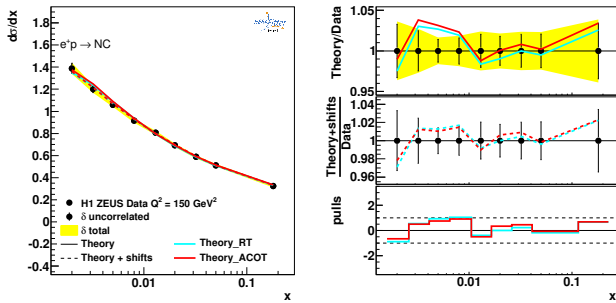 dσ/dx
1.8
e⁺p → NC
1.6
1.4
1.2
1
0.8
0.6
0.4
0.2
0
-0.2
-0.4
H1 ZEUS Data Q² = 150 GeV²
δ uncorrelated
δ total
Theory
Theory_RT
Theory + shifts
Theory_ACOT
0.01
0.1
x
Theory/Data
1.05
1
0.95
Theory+shifts
Data
1.04
1.02
1
0.98
0.96
pulls
2
0
-2
0.01
0.1
x